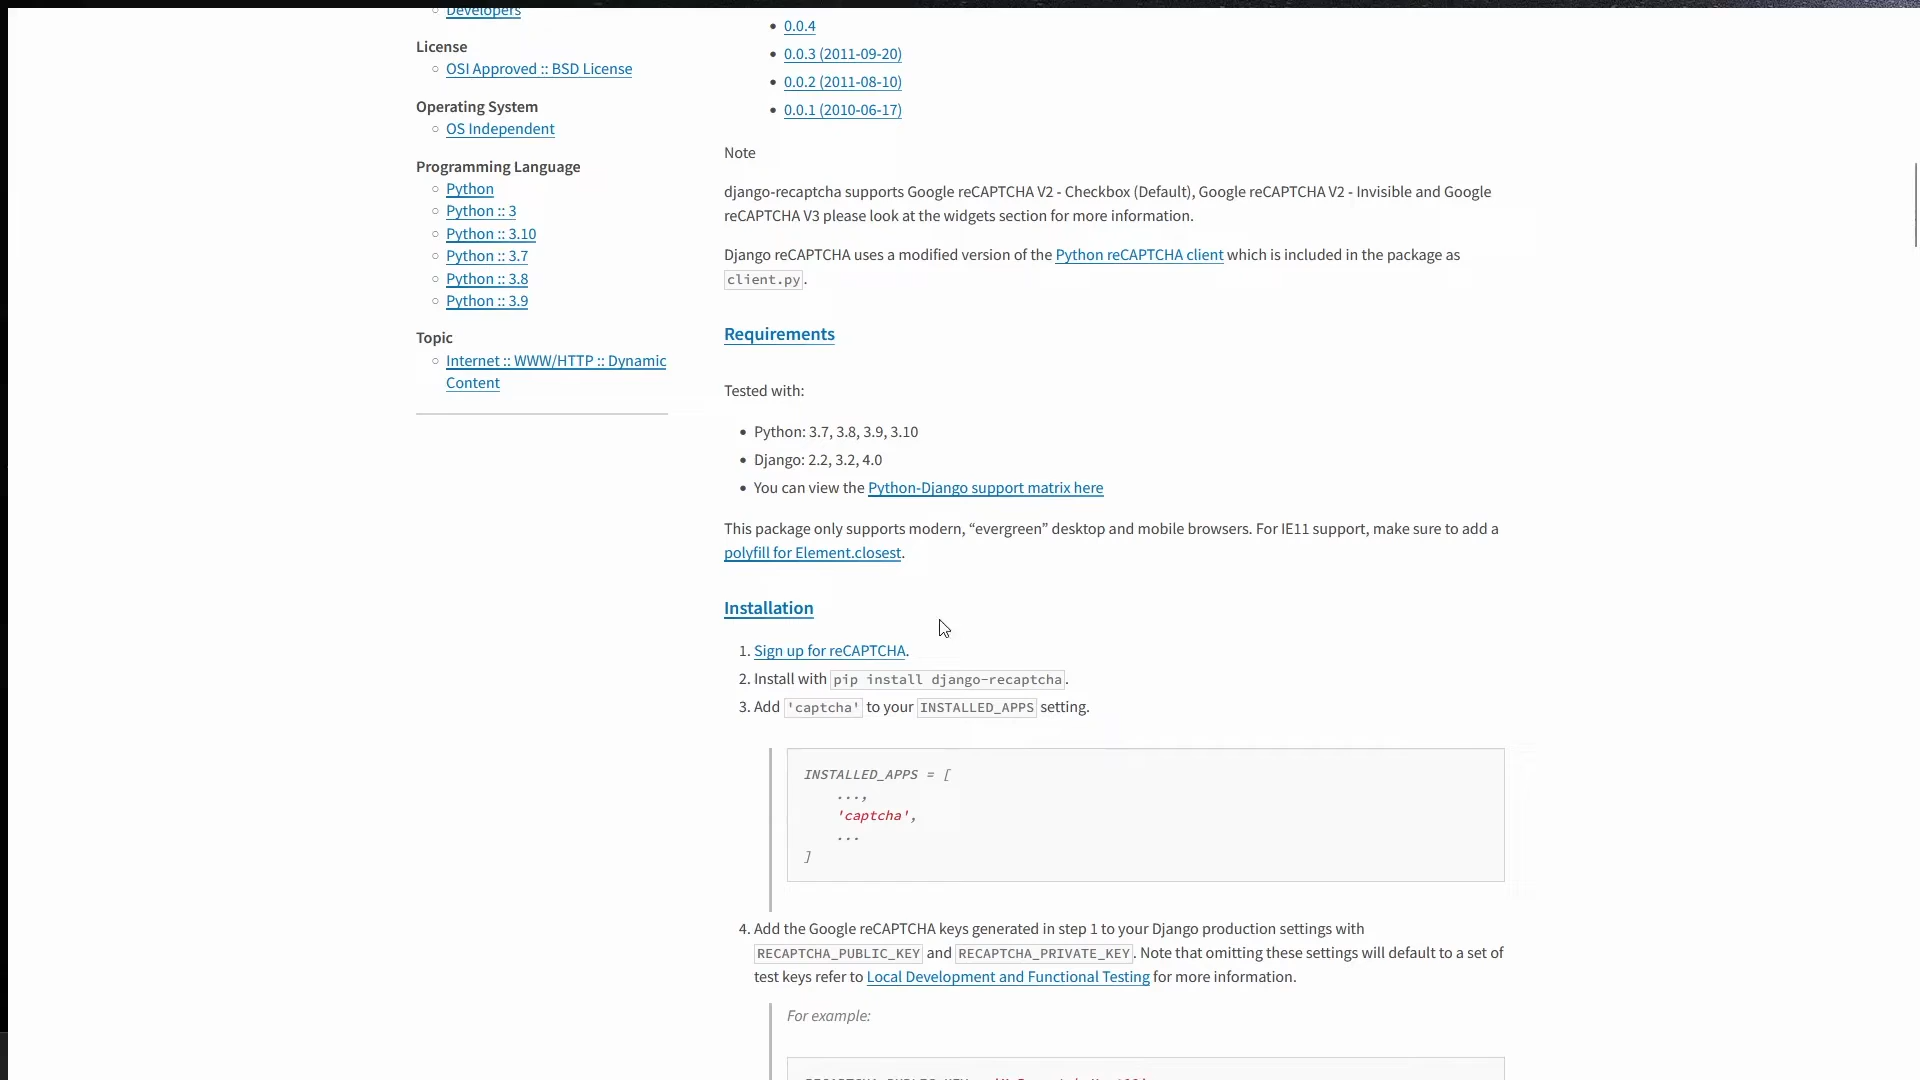 Developers
License
OSI Approved :: BSD License
Operating System
OS Independent
Programming Language
Python
Python :: 3
Python :: 3.10
Python :: 3.7
Python :: 3.8
Python :: 3.9
Topic
Internet :: WWW/HTTP :: Dynamic
Content
0.0.4
0.0.3 (2011-09-20)
0.0.2 (2011-08-10)
0.0.1 (2010-06-17)
Note
django-recaptcha supports Google reCAPTCHA V2 - Checkbox (Default), Google reCAPTCHA V2 - Invisible and Google
reCAPTCHA V3 please look at the widgets section for more information.
Django reCAPTCHA uses a modified version of the Python reCAPTCHA client which is included in the package as
client.py.
Requirements
Tested with:
Python: 3.7, 3.8, 3.9, 3.10
Django: 2.2, 3.2, 4.0
You can view the Python-Django support matrix here
This package only supports modern, “evergreen” desktop and mobile browsers. For IE11 support, make sure to add a
polyfill for Element.closest.
Installation
1. Sign up for reCAPTCHA.
2. Install with pip install django-recaptcha.
3. Add 'captcha' to your INSTALLED_APPS setting.
INSTALLED_APPS = [
...,
'captcha',
...
]
4. Add the Google reCAPTCHA keys generated in step 1 to your Django production settings with
RECAPTCHA_PUBLIC_KEY and RECAPTCHA_PRIVATE_KEY. Note that omitting these settings will default to a set of
test keys refer to Local Development and Functional Testing for more information.
For example: